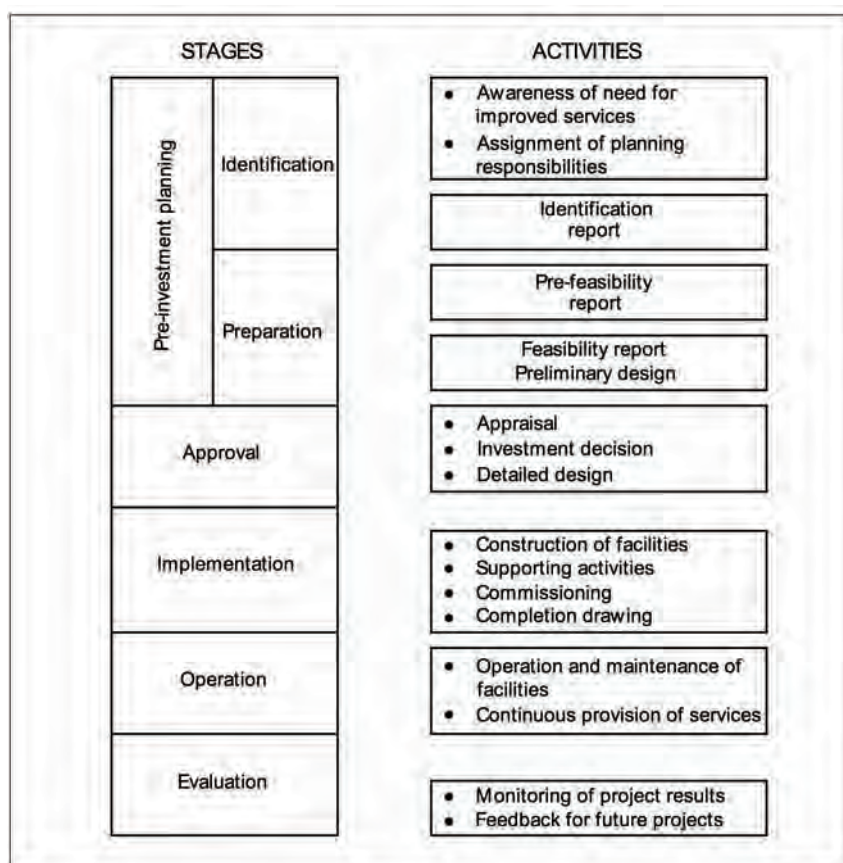 STAGES
ACTIVITIES
Pre-investment planning
Identification
● Awareness of need for
improved services
● Assignment of planning
responsibilities
Identification
report
Preparation
Pre-feasibility
report
Feasibility report
Preliminary design
Approval
● Appraisal
● Investment decision
● Detailed design
Implementation
● Construction of facilities
● Supporting activities
● Commissioning
● Completion drawing
Operation
● Operation and maintenance of
facilities
● Continuous provision of services
Evaluation
● Monitoring of project results
● Feedback for future projects